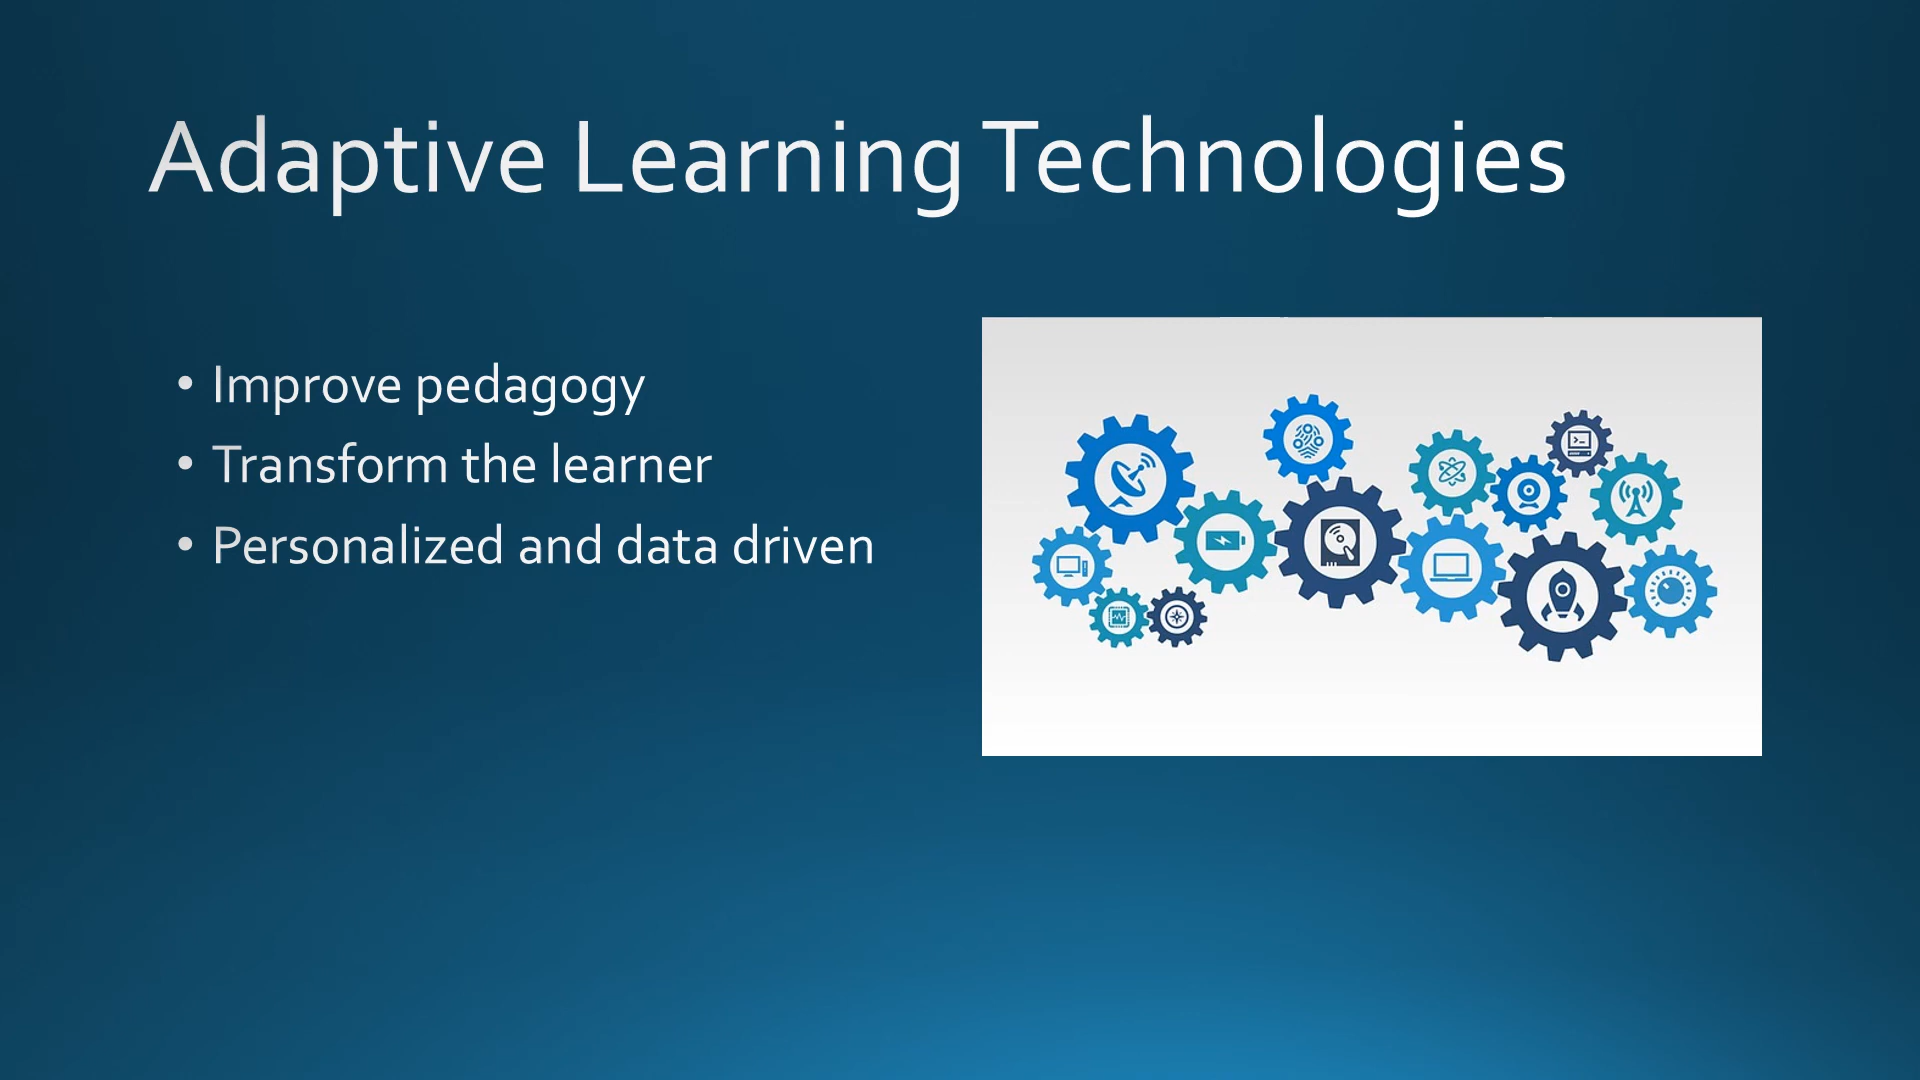 Adaptive Learning Technologies
• Improve pedagogy
• Transform the learner
• Personalized and data driven